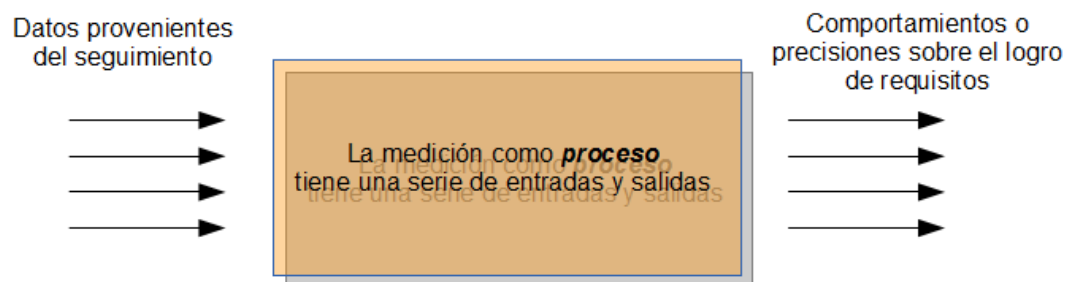 Datos provenientes
del seguimiento
La medición como proceso
tiene una serie de entradas y salidas
Comportamientos o
precisiones sobre el logro
de requisitos